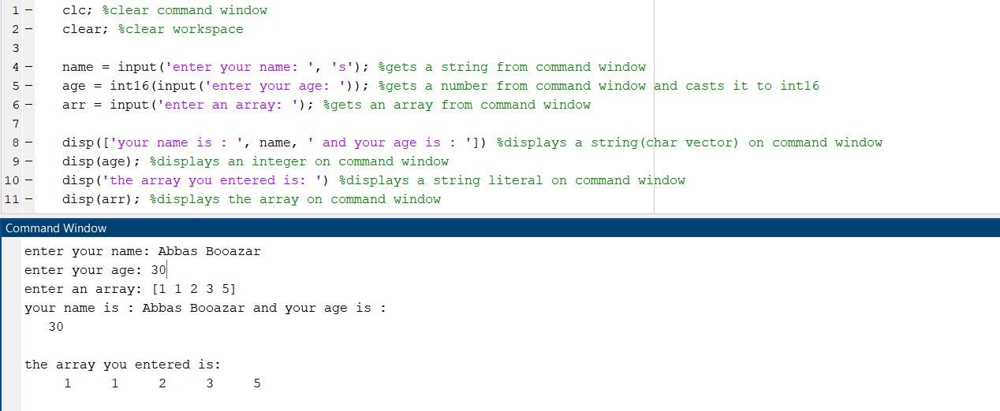 1 – clc; %clear command window
2 – clear; %clear workspace
3
4 – name = input('enter your name: ', 's'); %gets a string from command window
5 – age = int16(input('enter your age: ')); %gets a number from command window and casts it to int16
6 – arr = input('enter an array: '); %gets an array from command window
7
8 – disp(['your name is : ', name, ' and your age is : ']) %displays a string(char vector) on command window
9 – disp(age); %displays an integer on command window
10 – disp('the array you entered is: ') %displays a string literal on command window
11 – disp(arr); %displays the array on command window
Command Window
enter your name: Abbas Booazar
enter your age: 30
enter an array: [1 1 2 3 5]
your name is : Abbas Booazar and your age is :
30
the array you entered is:
1 1 2 3 5